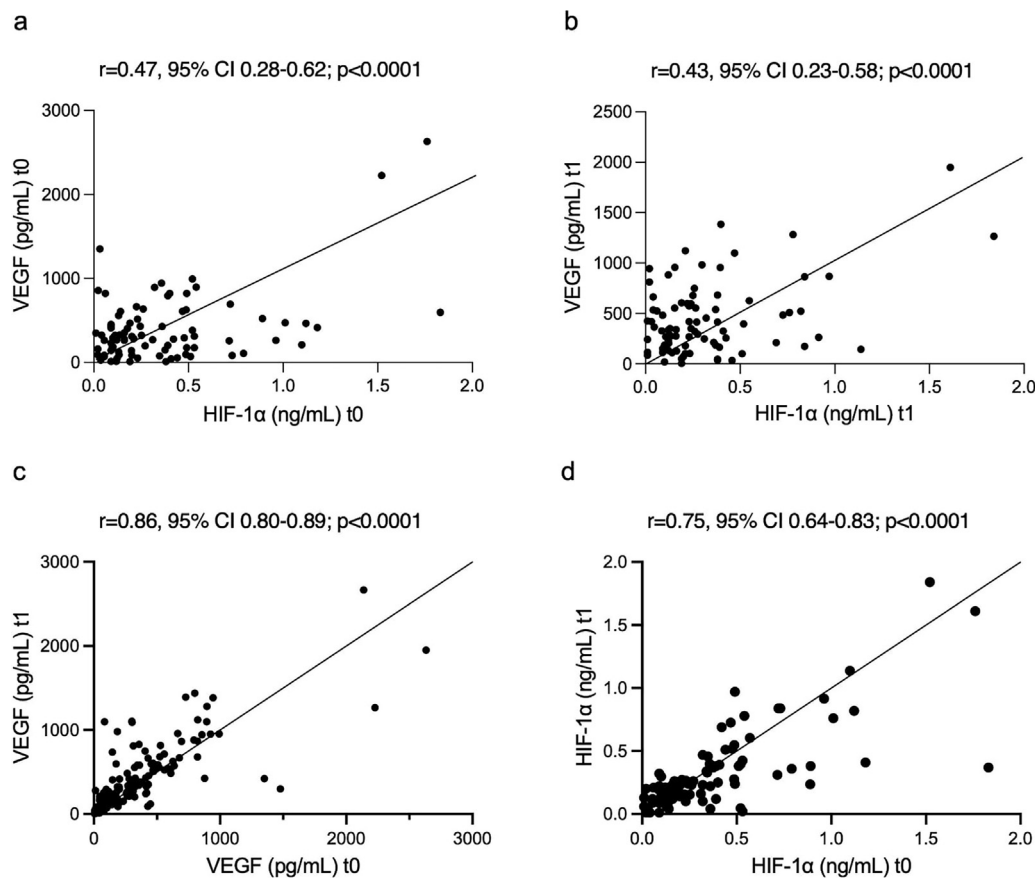 a
r=0.47, 95% CI 0.28-0.62; p<0.0001
3000
2000
1000
0
VEGF (pg/mL) t0
0.0 0.5 1.0 1.5 2.0
HIF-1α (ng/mL) t0
b
r=0.43, 95% CI 0.23-0.58; p<0.0001
2500
2000
1500
1000
500
0
VEGF (pg/mL) t1
0.0 0.5 1.0 1.5 2.0
HIF-1α (ng/mL) t1
c
r=0.86, 95% CI 0.80-0.89; p<0.0001
3000
2000
1000
0
VEGF (pg/mL) t1
0 1000 2000 3000
VEGF (pg/mL) t0
d
r=0.75, 95% CI 0.64-0.83; p<0.0001
2.0
1.5
1.0
0.5
0.0
HIF-1α (ng/mL) t1
0.0 0.5 1.0 1.5 2.0
HIF-1α (ng/mL) t0